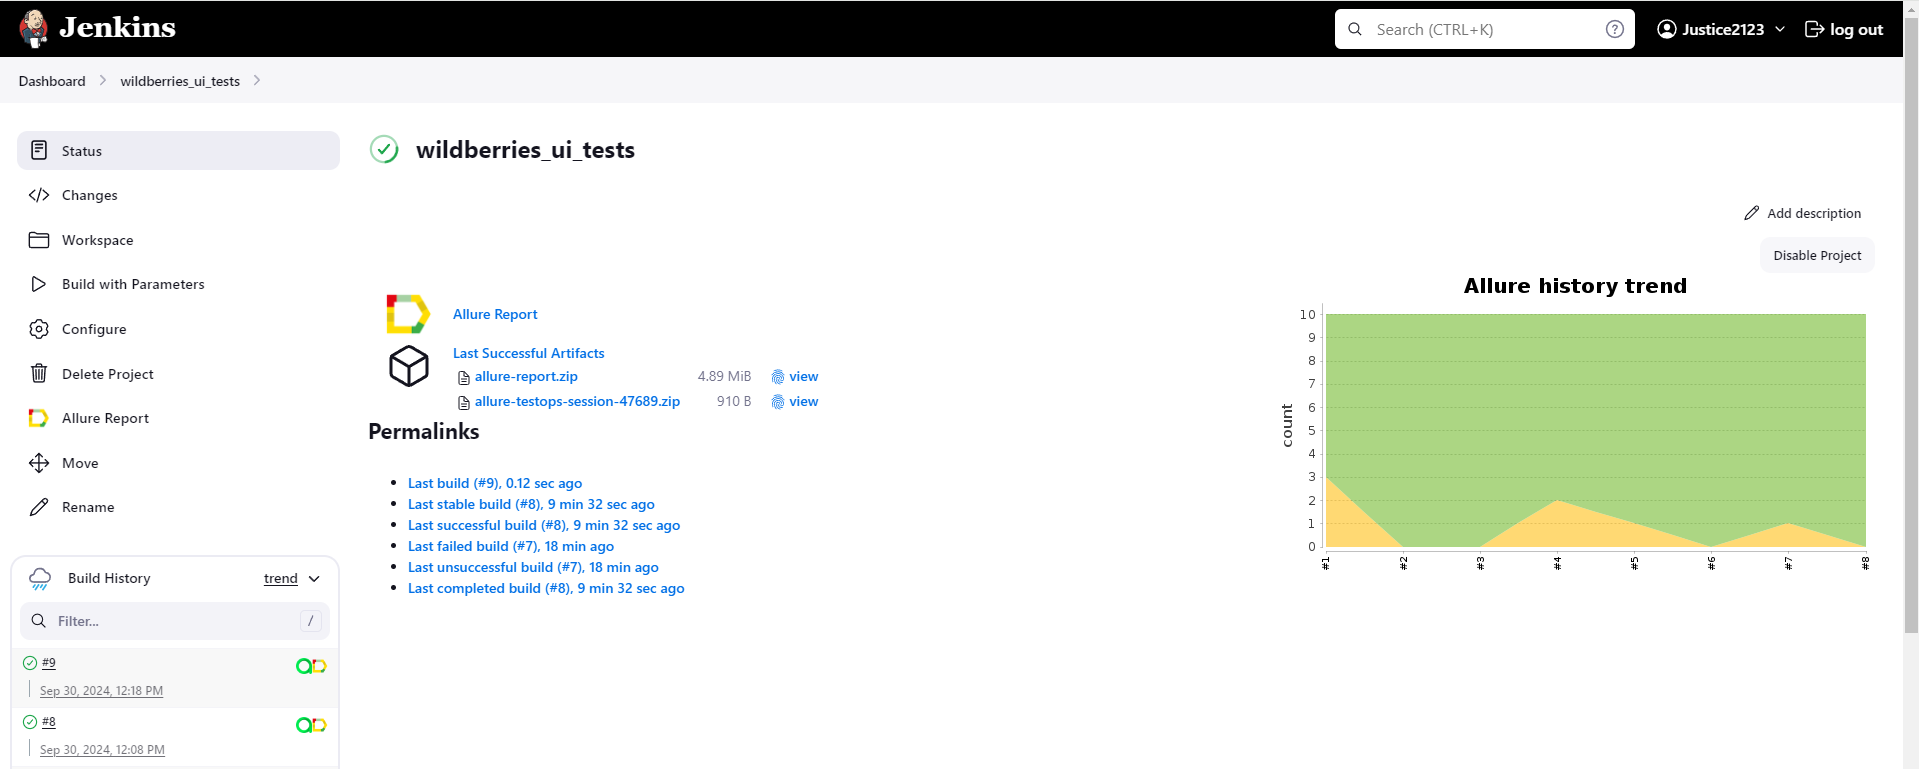 Jenkins
Search (CTRL+K)
?
Justice2123
log out
Dashboard
wildberries_ui_tests
Status
Changes
Workspace
Build with Parameters
Configure
Delete Project
Allure Report
Move
Rename
Build History
trend
Filter...
/
#9
Sep 30, 2024, 12:18 PM
#8
Sep 30, 2024, 12:08 PM
wildberries_ui_tests
Add description
Disable Project
Allure Report
Last Successful Artifacts
allure-report.zip 4.89 MiB view
allure-testops-session-47689.zip 910 B view
Permalinks
Last build (#9), 0.12 sec ago
Last stable build (#8), 9 min 32 sec ago
Last successful build (#8), 9 min 32 sec ago
Last failed build (#7), 18 min ago
Last unsuccessful build (#7), 18 min ago
Last completed build (#8), 9 min 32 sec ago
Allure history trend
count
10
9
8
7
6
5
4
3
2
1
0
#1 #2 #3 #4 #5 #6 #7 #8